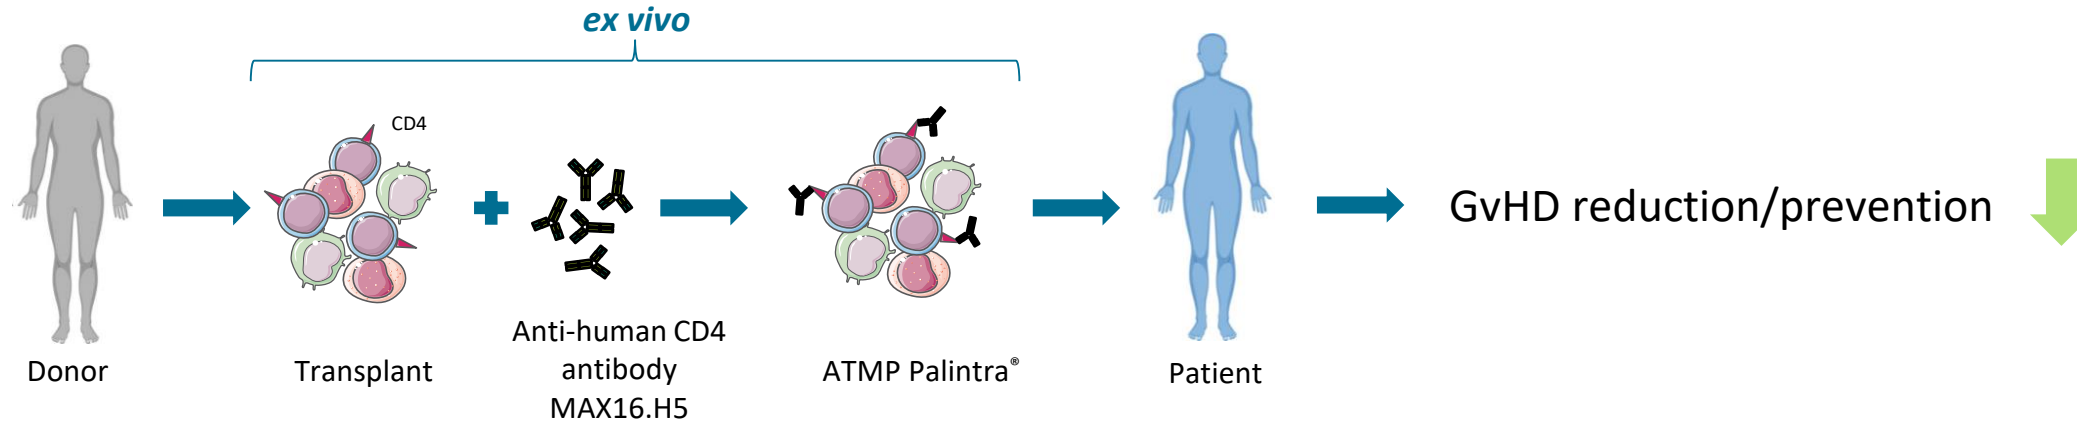 ex vivo
CD4
GvHD reduction/prevention
Anti-human CD4
antibody
MAX16.H5
Donor
Transplant
ATMP Palintra®
Patient